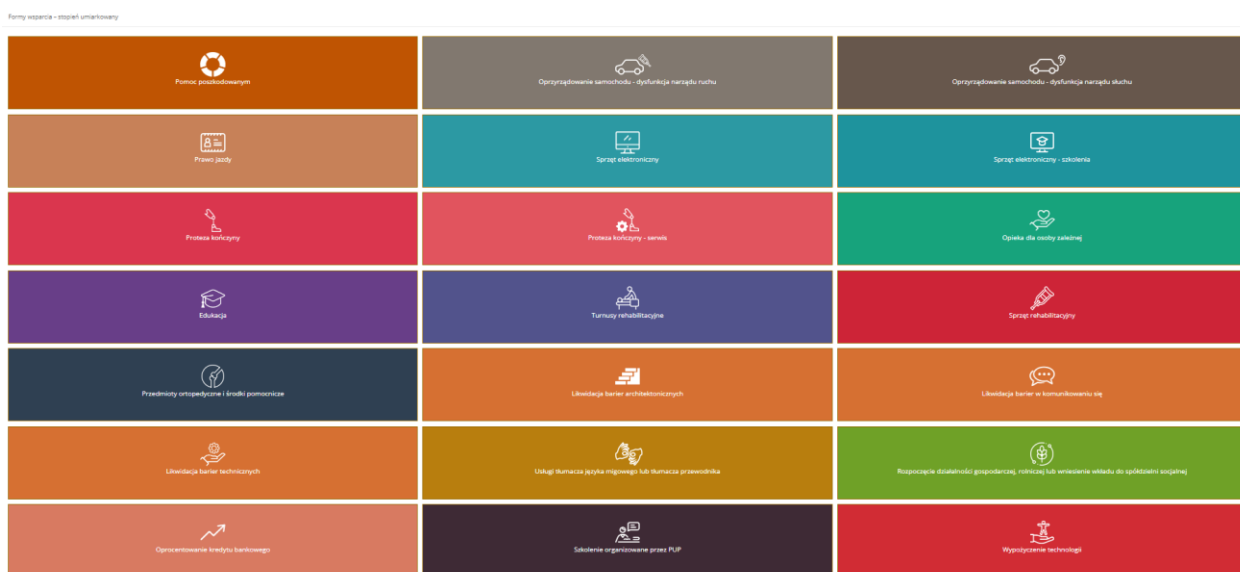 Formy wsparcia – stopień umiarkowany
Pomoc poszkodowanym
Oprzyrządowanie samochodu - dysfunkcja narządu ruchu
Oprzyrządowanie samochodu - dysfunkcja narządu słuchu
Prawo jazdy
Sprzęt elektroniczny
Sprzęt elektroniczny - szkolenia
Proteza kończyny
Proteza kończyny - serwis
Opieka dla osoby zależnej
Edukacja
Turnusy rehabilitacyjne
Sprzęt rehabilitacyjny
Przedmioty ortopedyczne i środki pomocnicze
Likwidacja barier architektonicznych
Likwidacja barier w komunikowaniu się
Likwidacja barier technicznych
Usługi tłumacza języka migowego lub tłumacza przewodnika
Rozpoczęcie działalności gospodarczej, rolniczej lub wniesienie wkładu do spółdzielni socjalnej
Oprocentowanie kredytu bankowego
Szkolenie organizowane przez PUP
Wypożyczenie technologii